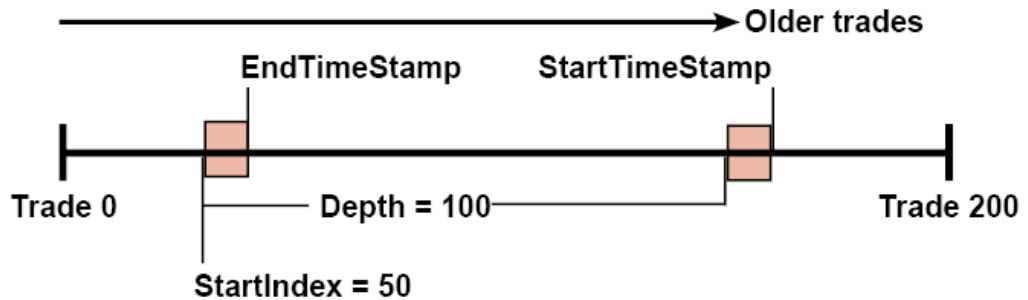 Older trades
EndTimeStamp
StartTimeStamp
Trade 0
Depth = 100
Trade 200
StartIndex = 50